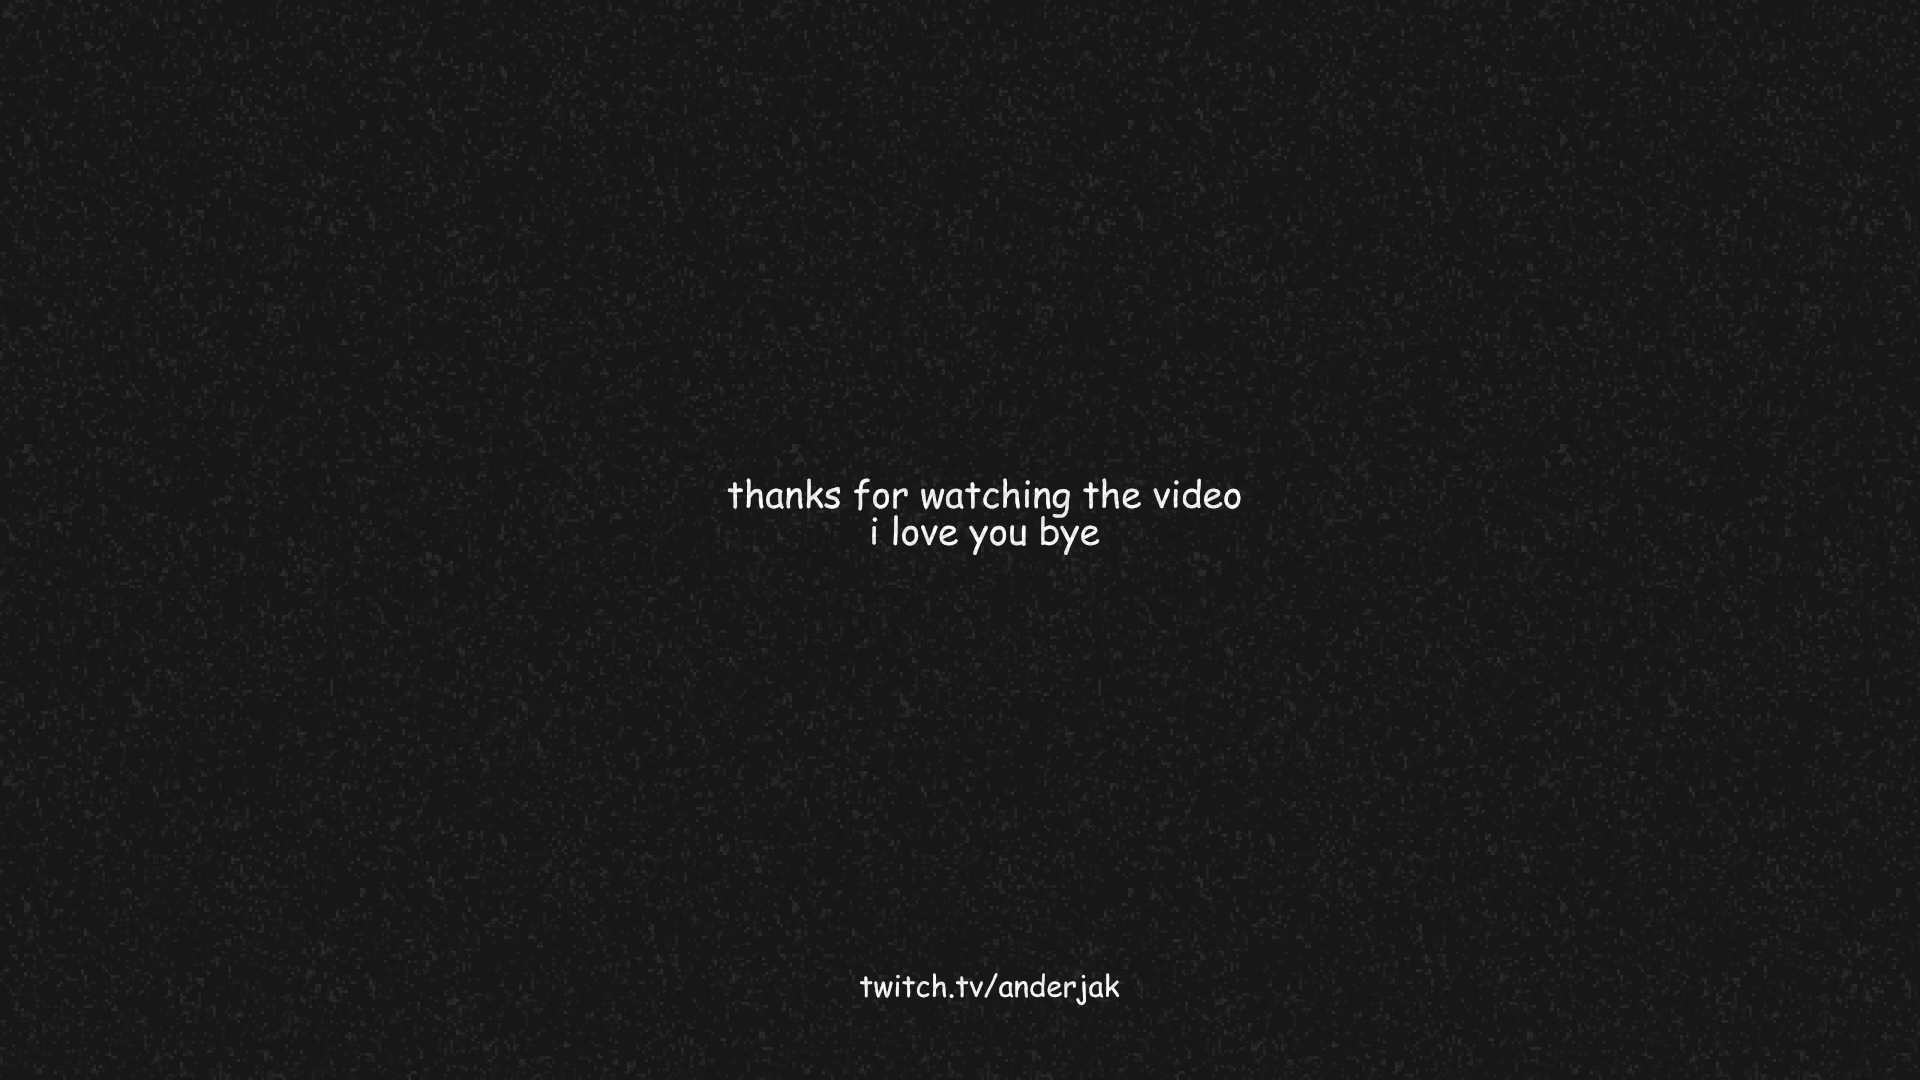 thanks for watching the video
i love you bye
twitch.tv/anderjak